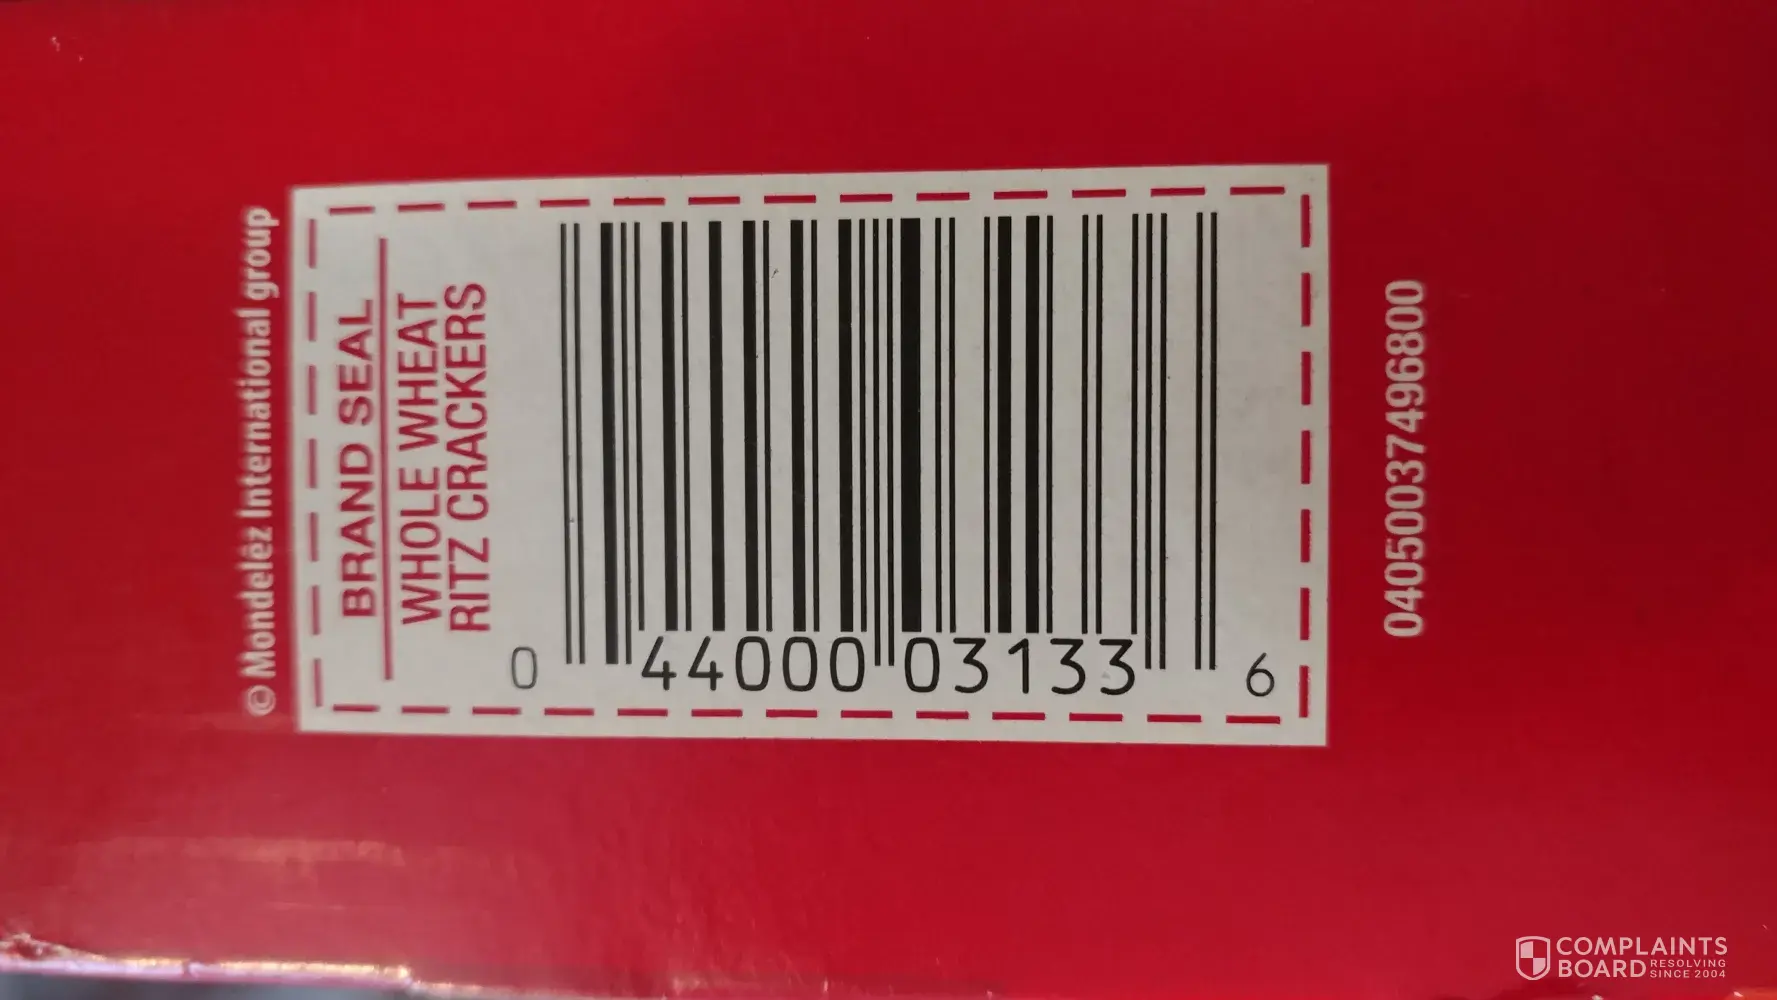 © Mondelēz International group
BRAND SEAL
WHOLE WHEAT
RITZ CRACKERS
0 44000 03133 6
04050037496800
COMPLAINTS
BOARD RESOLVING
SINCE 2004